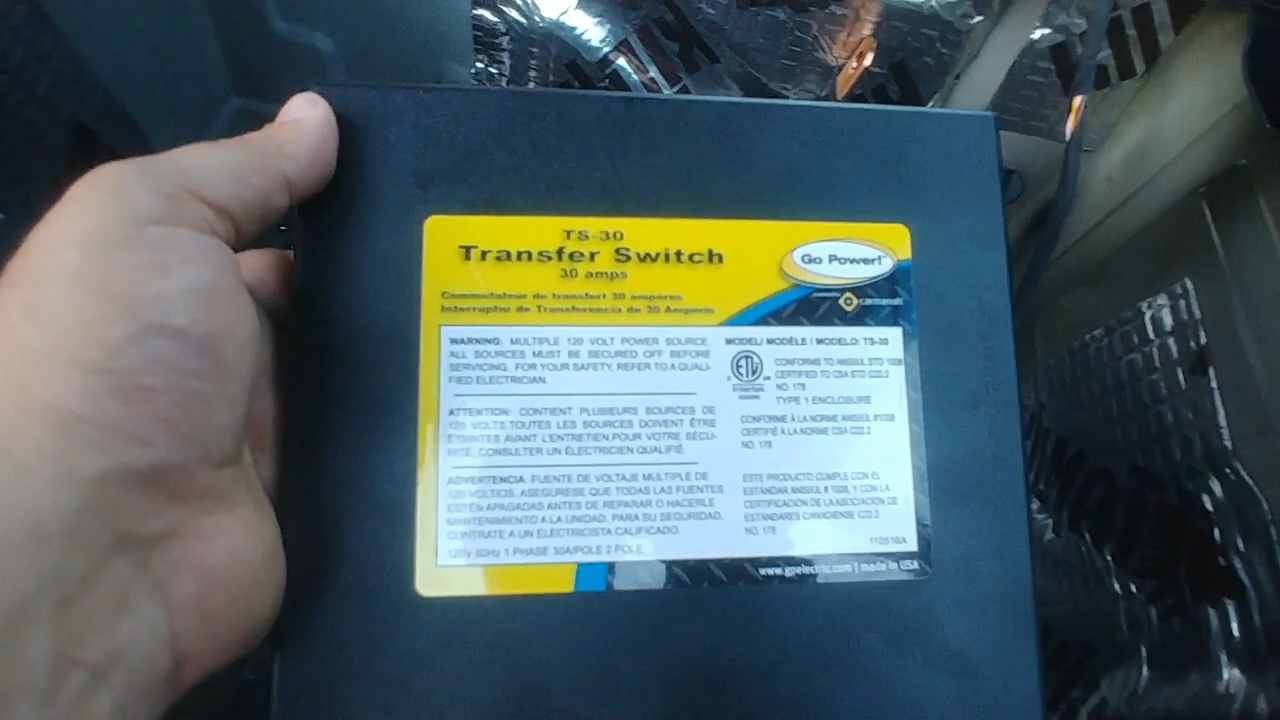 TS-30
Transfer Switch
30 amps
Go Power!
Commutateur de transfert 30 ampères
Interruptor de Transferencia de 30 Amperio
carmanah
WARNING: MULTIPLE 120 VOLT POWER SOURCE.
ALL SOURCES MUST BE SECURED OFF BEFORE
SERVICING. FOR YOUR SAFETY, REFER TO A QUALI-
FIED ELECTRICIAN.
ATTENTION: CONTIENT PLUSIEURS SOURCES DE
120 VOLTS.TOUTES LES SOURCES DOIVENT ÊTRE
ÉTEINTES AVANT L'ENTRETIEN.POUR VOTRE SÉCU-
RITÉ, CONSULTER UN ÉLECTRICIEN QUALIFIÉ.
ADVERTENCIA: FUENTE DE VOLTAJE MULTIPLE DE
120 VOLTIOS. ASEGÚRESE QUE TODAS LAS FUENTES
ESTÉN APAGADAS ANTES DE REPARAR O HACERLE
MANTENIMIENTO A LA UNIDAD. PARA SU SEGURIDAD,
CONTRATE A UN ELECTRICISTA CALIFICADO.
120V 60Hz 1 PHASE 30A/POLE 2 POLE
MODEL/ MODÈLE / MODELO: TS-30
ETL
CONFORMS TO ANSI/UL STD 1008
CERTIFIED TO CSA STD C22.2
NO. 178
TYPE 1 ENCLOSURE
CONFORME À LA NORME ANSI/UL #1008
CERTIFIÉ À LA NORME CSA C22.2
NO. 178
ESTE PRODUCTO CUMPLE CON EL
ESTÁNDAR ANSI/UL # 1008, Y CON LA
CERTIFICACIÓN DE LA ASOCIACIÓN DE
ESTÁNDARES CANADIENSE C22.2
NO. 178
110519A
www.gpelectric.com | made in USA